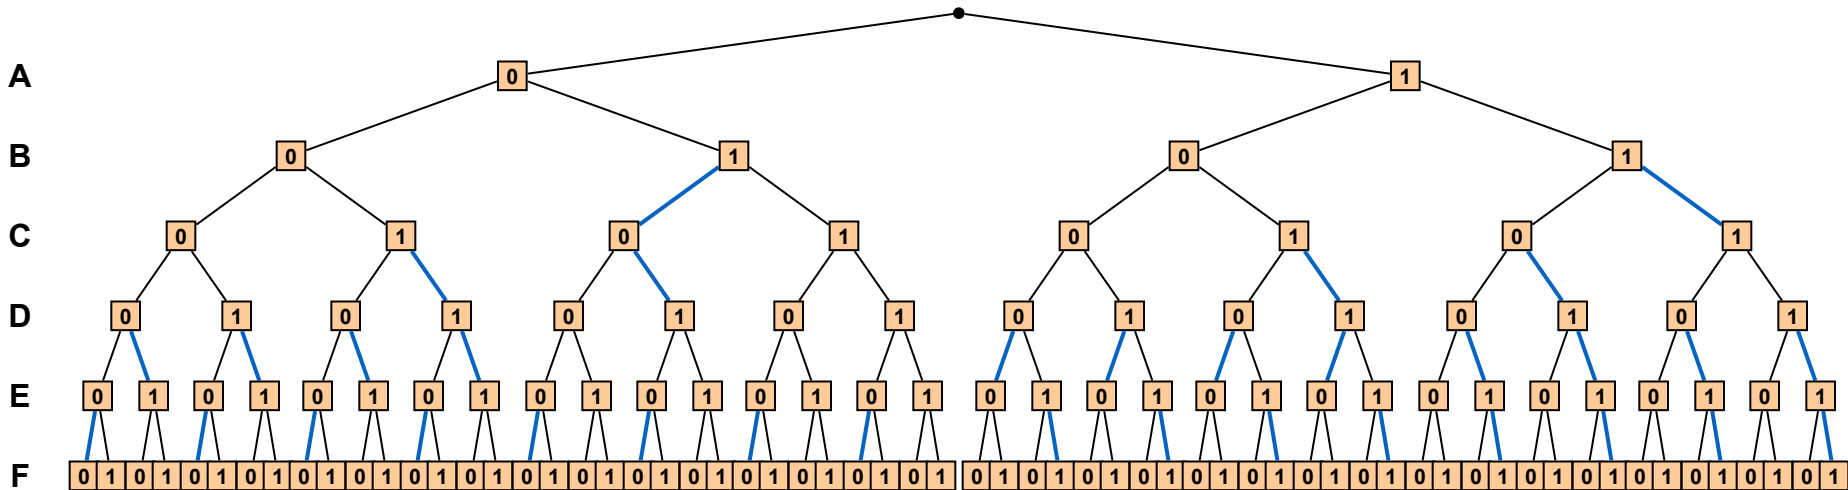 A 0 1
B 0 1 0 1
C 0 1 0 1 0 1 0 1
D 0 1 0 1 0 1 0 1 0 1 0 1 0 1 0 1
E 0 1 0 1 0 1 0 1 0 1 0 1 0 1 0 1 0 1 0 1 0 1 0 1 0 1 0 1 0 1 0 1
F 0 1 0 1 0 1 0 1 0 1 0 1 0 1 0 1 0 1 0 1 0 1 0 1 0 1 0 1 0 1 0 1 0 1 0 1 0 1 0 1 0 1 0 1 0 1 0 1 0 1 0 1 0 1 0 1 0 1 0 1 0 1 0 1